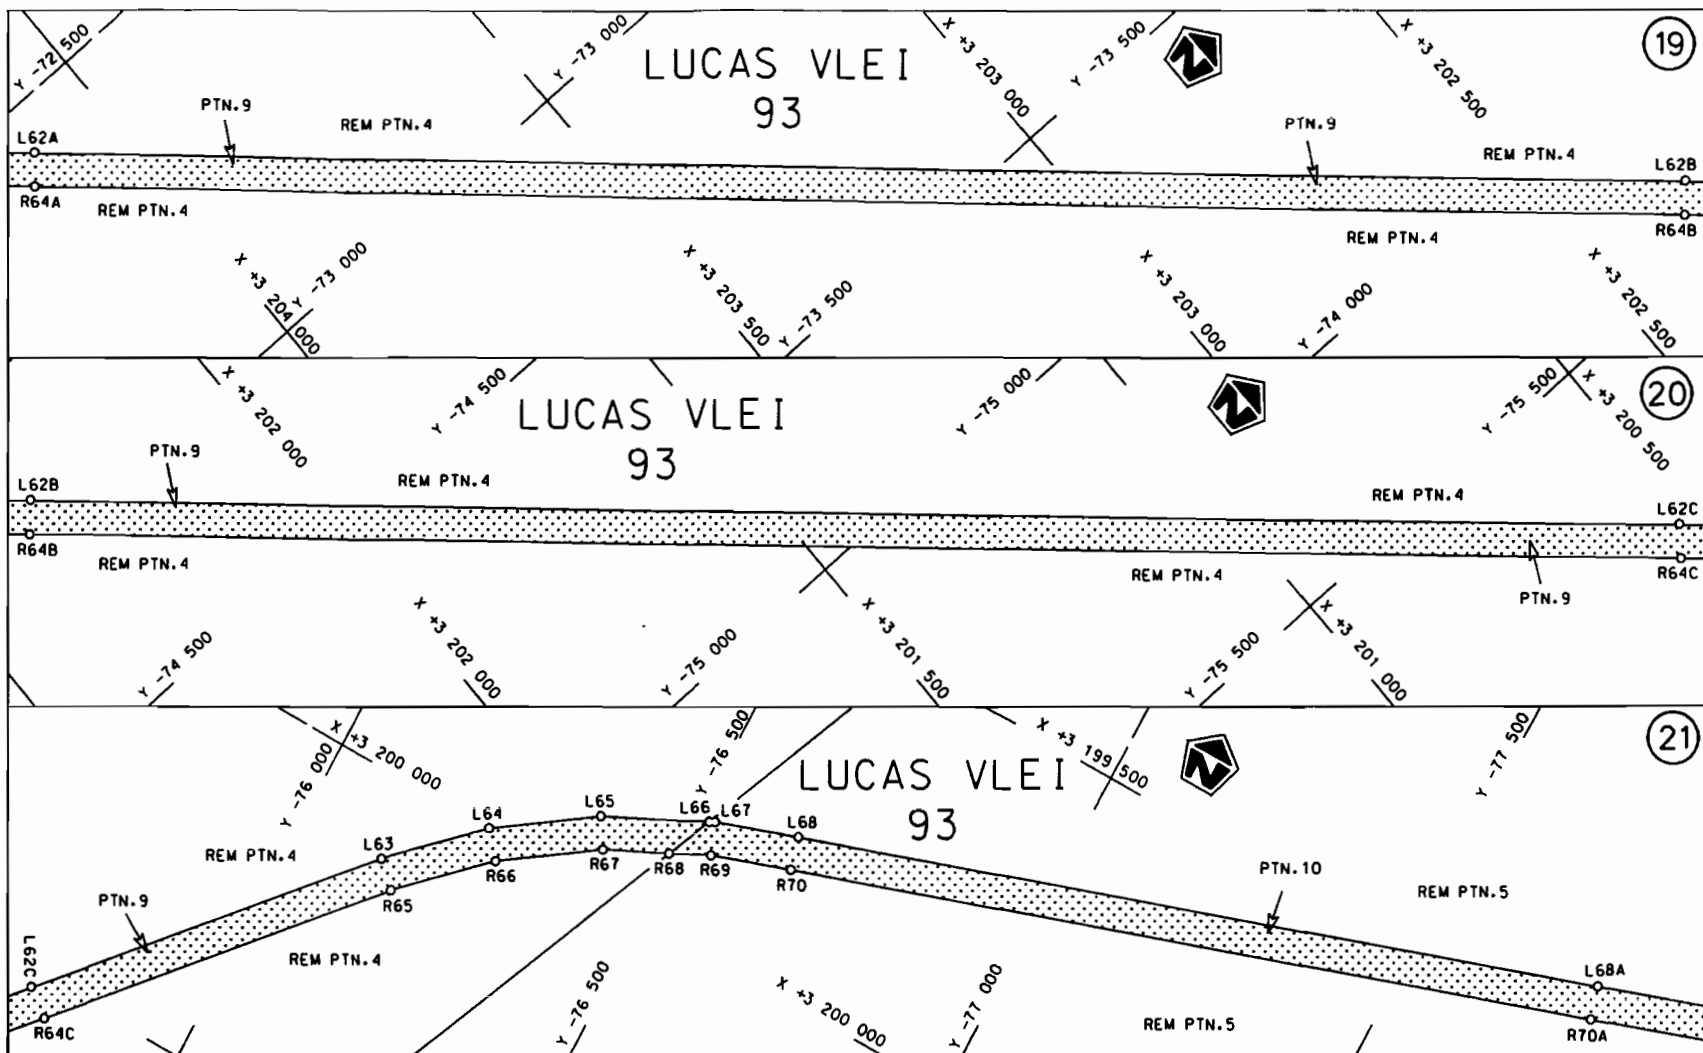 Y -72 500
Y -73 000
LUCAS VLEI
93
X +3 203 000
Y -73 500
X +3 202 500
19
PTN.9
REM PTN.4
PTN.9
REM PTN.4
L62A
L62B
R64A
REM PTN.4
REM PTN.4
R64B
X +3 204 000
Y -73 000
X +3 203 500
Y -73 500
X +3 203 000
Y -74 000
X +3 202 500
X +3 202 000
Y -74 500
LUCAS VLEI
93
Y -75 000
Y -75 500
X +3 200 500
20
PTN.9
REM PTN.4
REM PTN.4
L62B
L62C
R64B
REM PTN.4
REM PTN.4
R64C
PTN.9
Y -74 500
X +3 202 000
Y -75 000
X +3 201 500
Y -75 500
X +3 201 000
Y -76 000
X +3 200 000
Y -76 500
LUCAS VLEI
93
X +3 199 500
Y -77 500
21
L63
L64
L65
L66
L67
L68
REM PTN.4
PTN.9
R65
R66
R67
R68
R69
R70
PTN.10
REM PTN.5
L62C
REM PTN.4
L68A
R64C
Y -76 500
X +3 200 000
Y -77 000
REM PTN.5
R70A